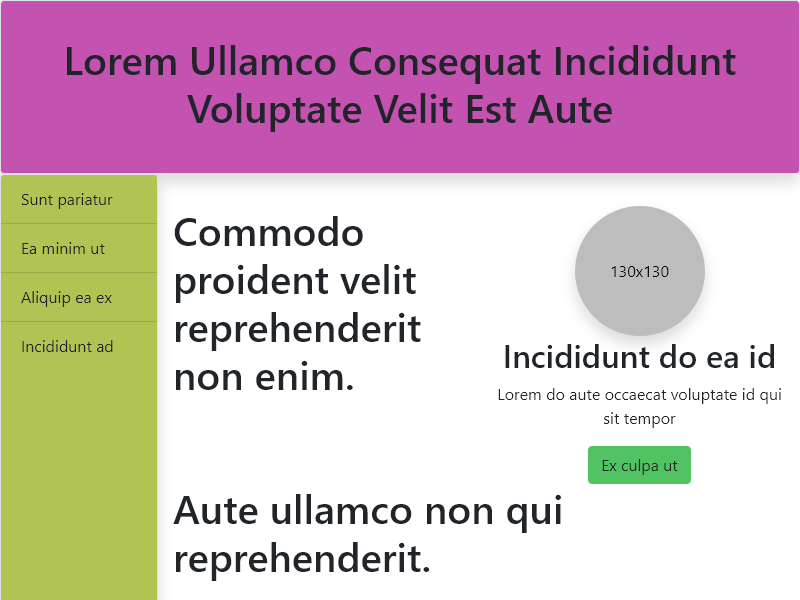 Lorem Ullamco Consequat Incididunt
Voluptate Velit Est Aute
Sunt pariatur
Ea minim ut
Aliquip ea ex
Incididunt ad
Commodo
proident velit
reprehenderit
non enim.
130x130
Incididunt do ea id
Lorem do aute occaecat voluptate id qui
sit tempor
Ex culpa ut
Aute ullamco non qui
reprehenderit.